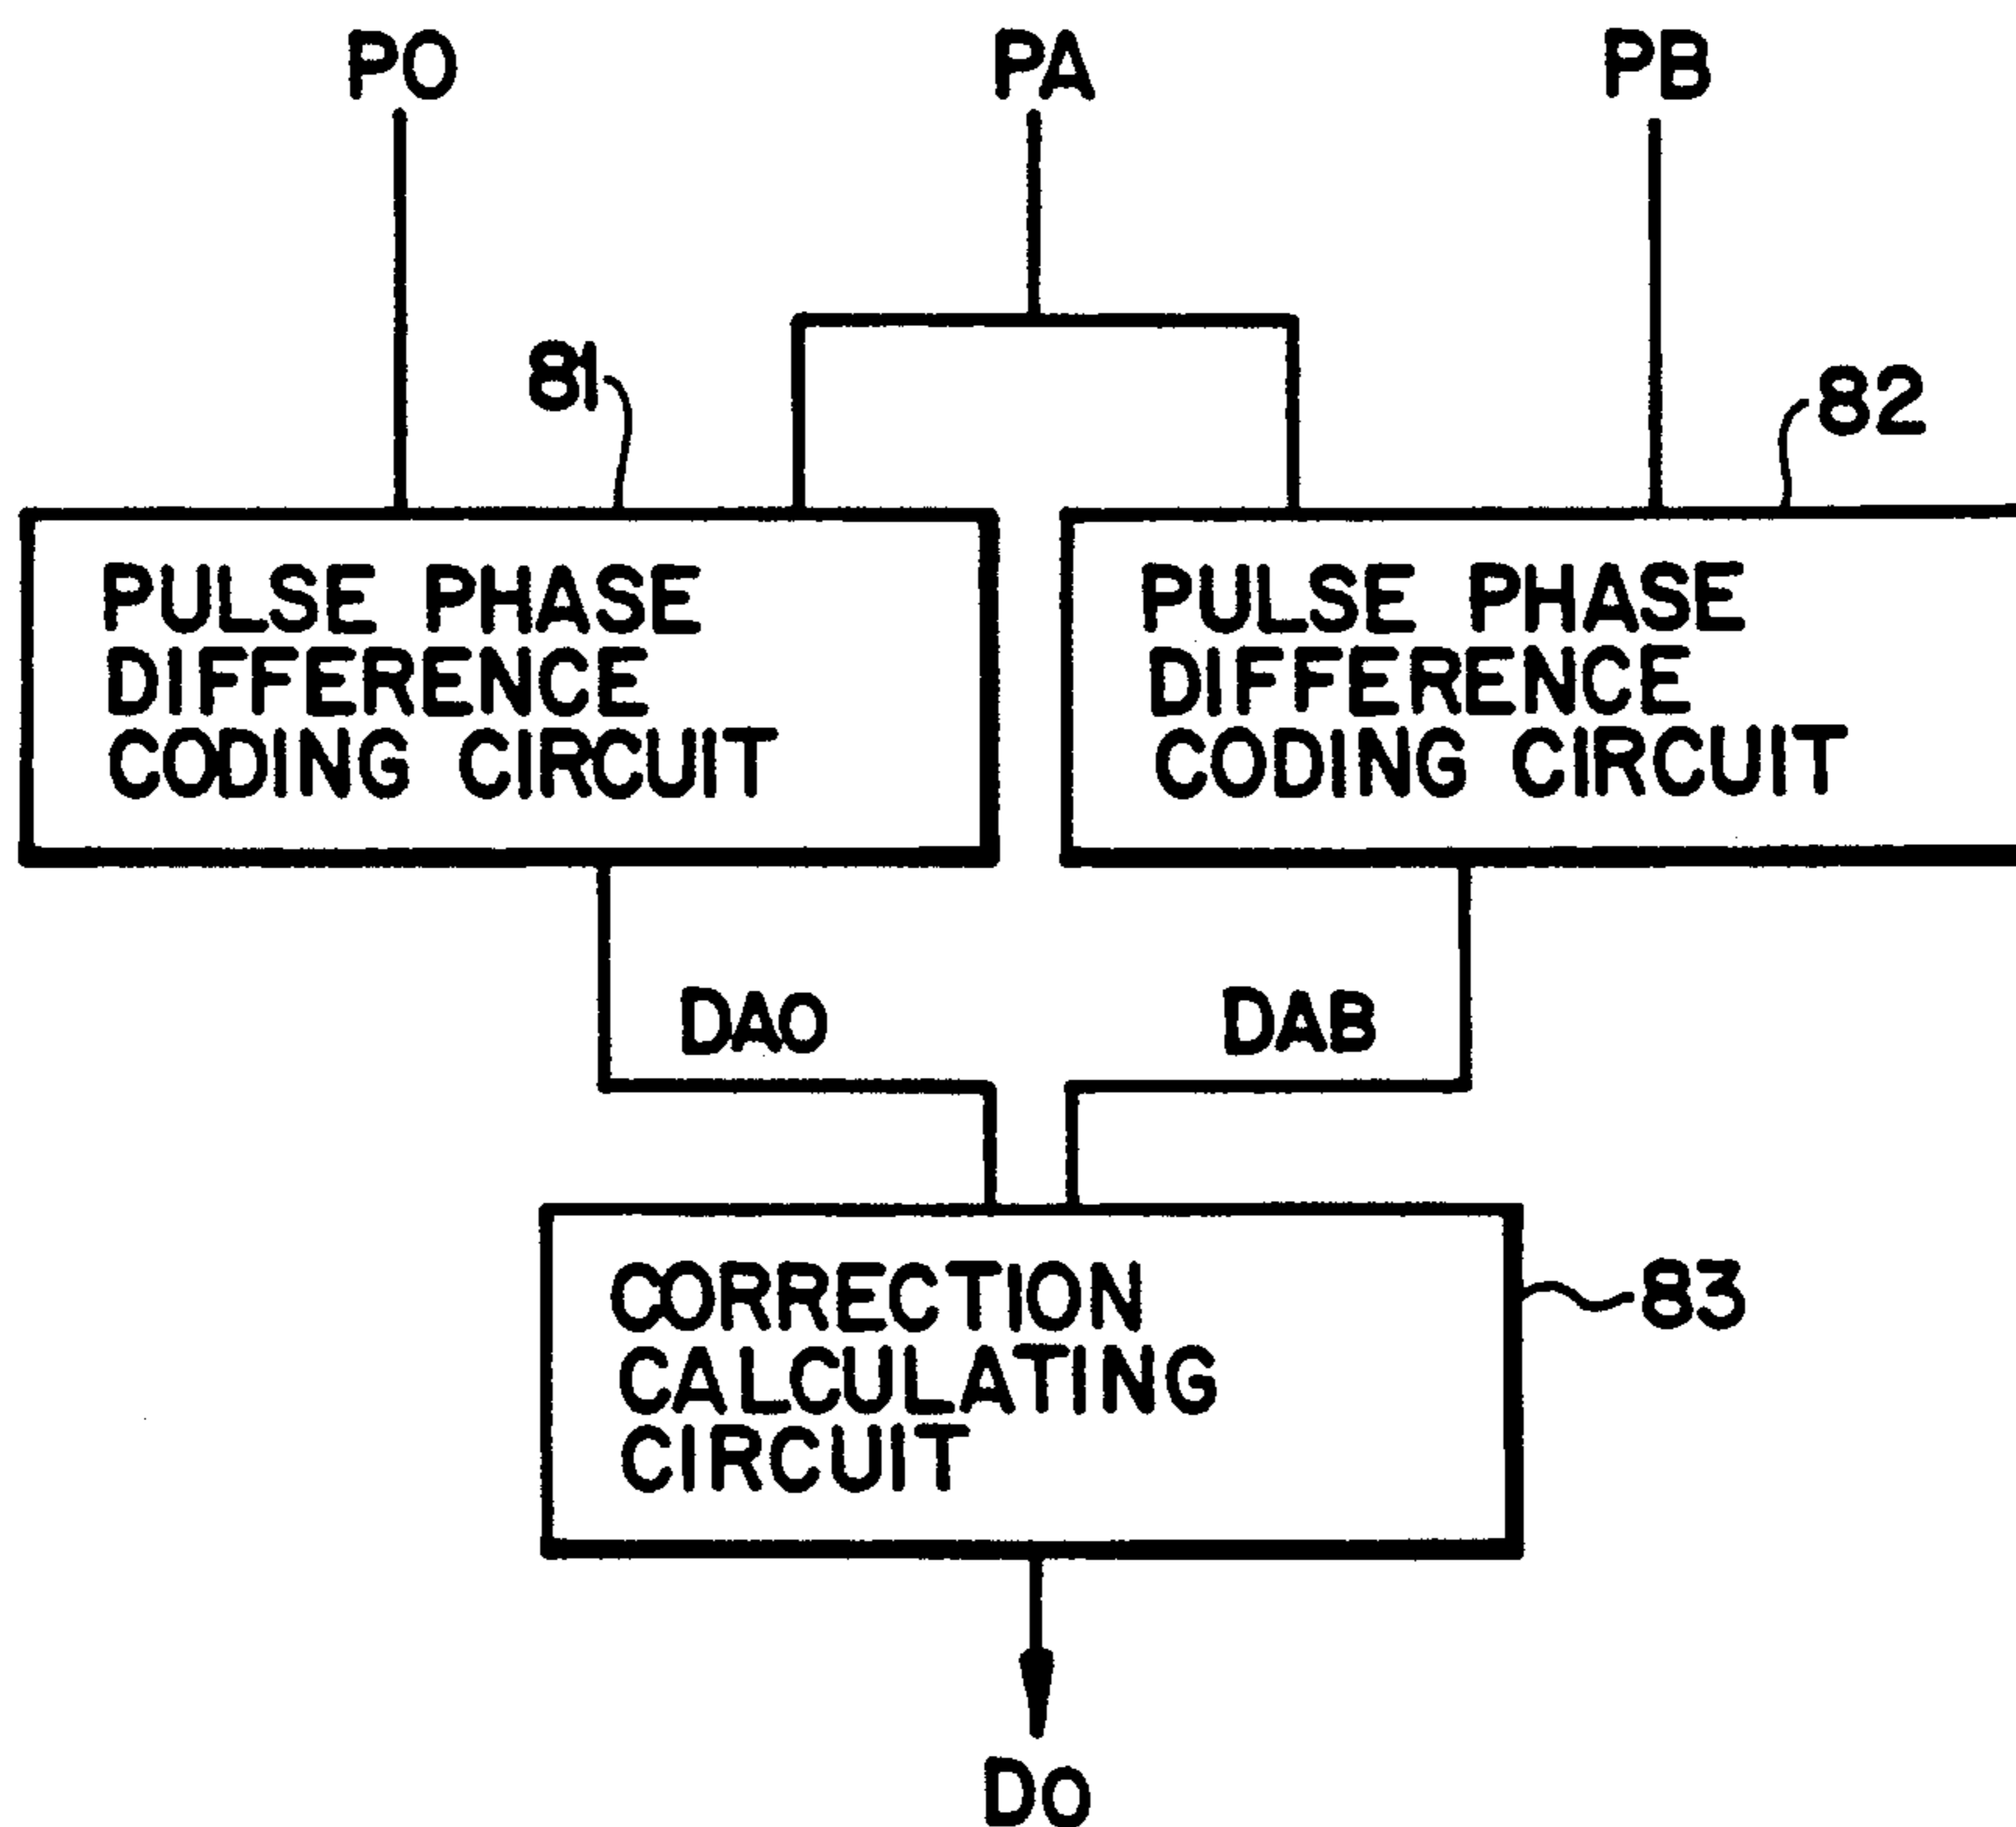 PO
PA
PB
81
82
PULSE PHASE
DIFFERENCE
CODING CIRCUIT
PULSE PHASE
DIFFERENCE
CODING CIRCUIT
DAO
DAB
CORRECTION
CALCULATING
CIRCUIT
83
DO